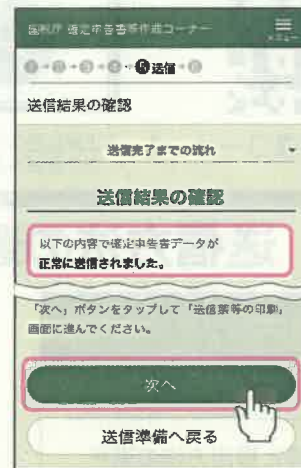 国税庁 確定申告書等作成コーナー
メニュー
5 送信
送信結果の確認
送信完了までの流れ
送信結果の確認
以下の内容で確定申告書データが
正常に送信されました。
「次へ」ボタンをタップして「送信票等の印刷」
画面に進んでください。
次へ
送信準備へ戻る